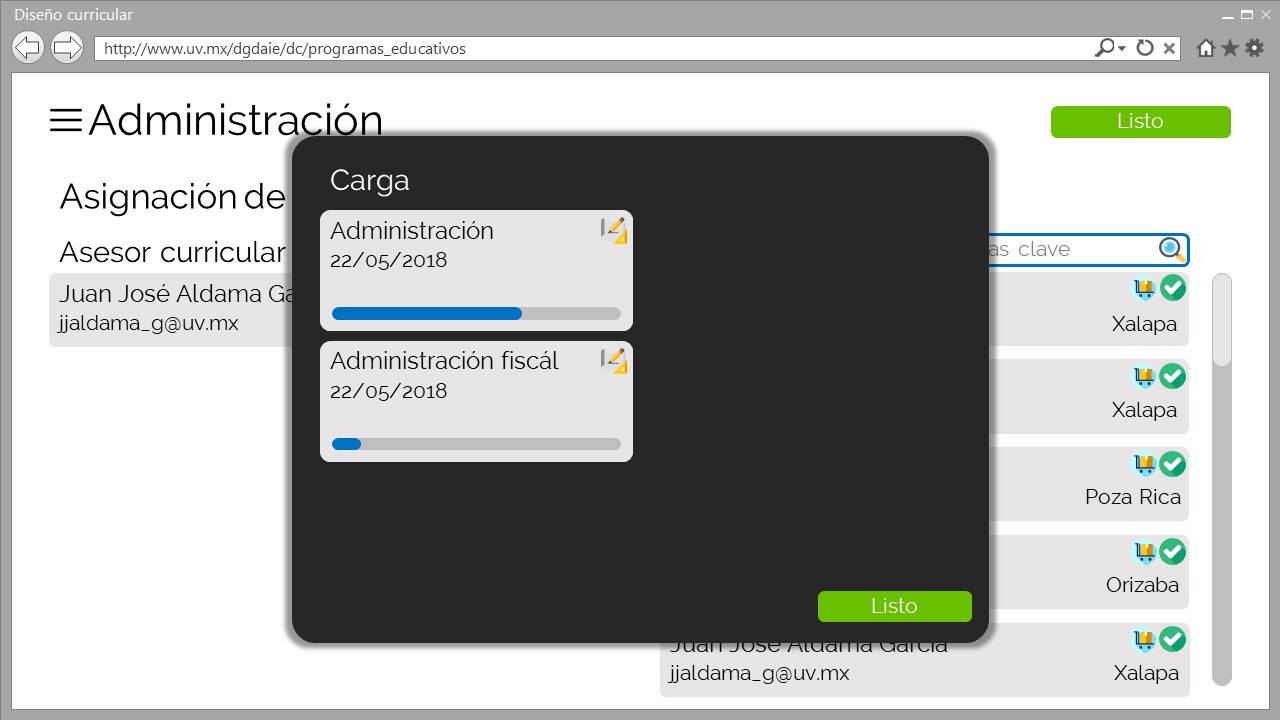 Diseño curricular
http://www.uv.mx/dgdaie/dc/programas_educativos
Administración
Listo
Asignación de
Asesor curricular
clave
Juan José Aldama
jjaldama_g@uv.mx
Carga
Administración
22/05/2018
Administración fiscál
22/05/2018
Listo
Xalapa
Xalapa
Poza Rica
Orizaba
Juan José Aldama García
jjaldama_g@uv.mx
Xalapa